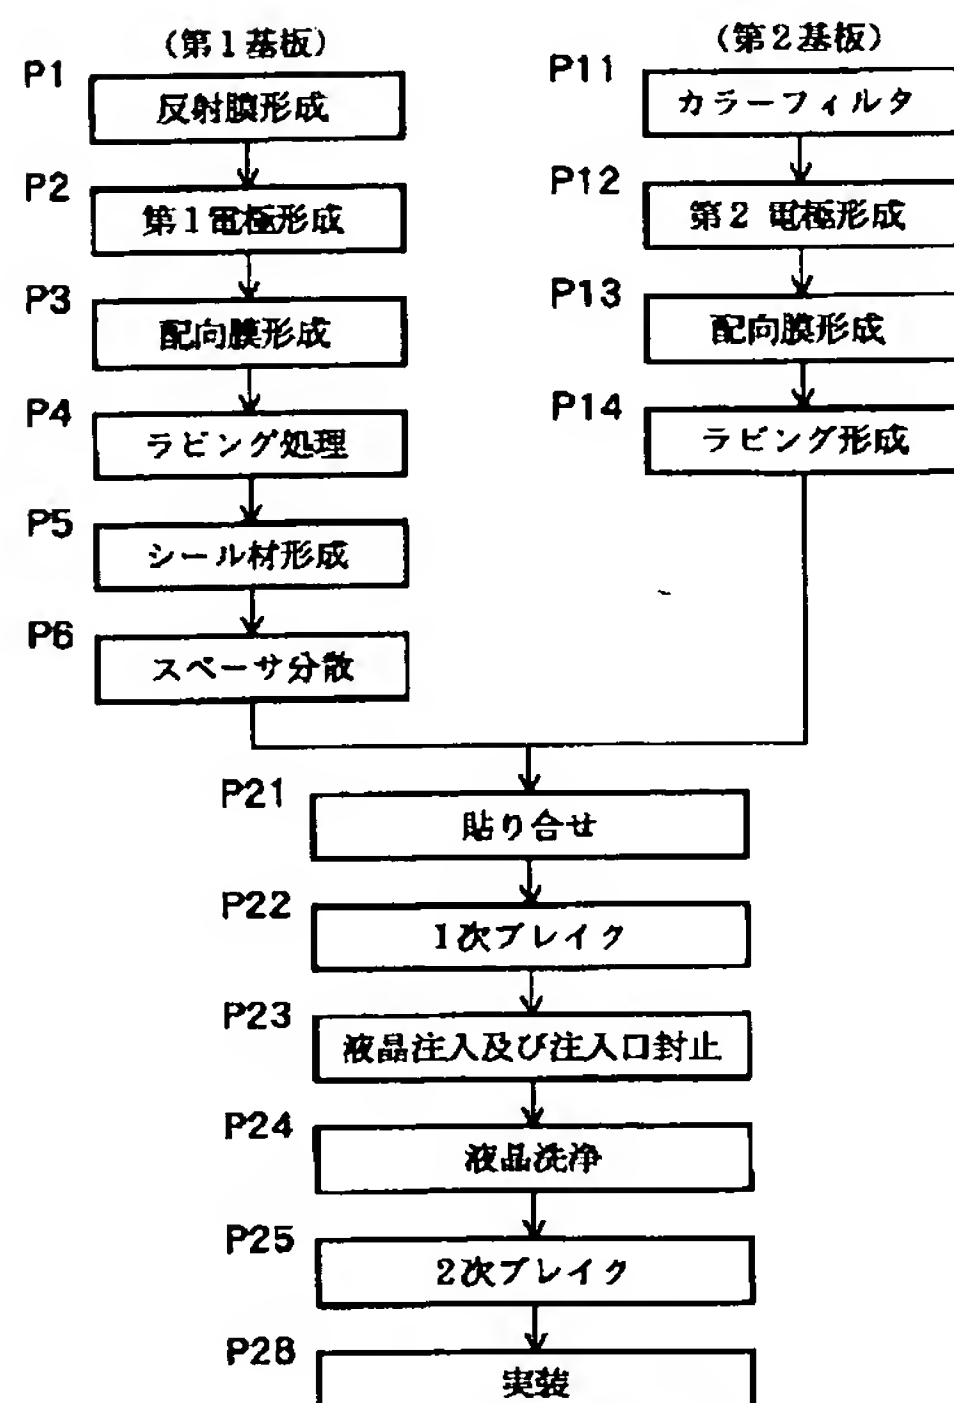 (第1基板)
P1
反射膜形成
P2
第1電極形成
P3
配向膜形成
P4
ラビング処理
P5
シール材形成
P6
スペーサ分散
(第2基板)
P11
カラーフィルタ
P12
第2 電極形成
P13
配向膜形成
P14
ラビング形成
P21
貼り合せ
P22
1次ブレイク
P23
液晶注入及び注入口封止
P24
液晶洗浄
P25
2次ブレイク
P28
実装